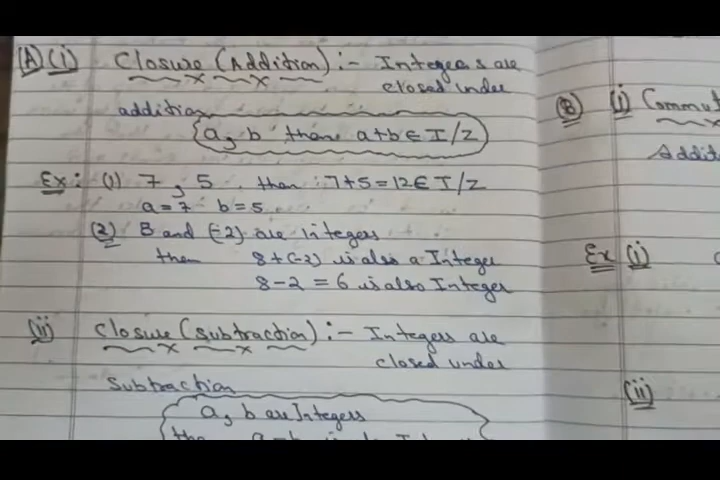 (A) (i) Closure (Addition) :- Integers are
closed under
addition
a, b then a+b ∈ I/Z
Ex: (1) 7, 5, then : 7+5 = 12 ∈ I/Z
a = 7 b = 5
(2) 8 and (-2) are integers
then 8 + (-2) is also a Integer
8 - 2 = 6 is also Integer
(ii) Closure (Subtraction) :- Integers are
closed under
Subtraction
a, b are Integers
(B) (i) Commut
Additi
Ex (i)
(ii)